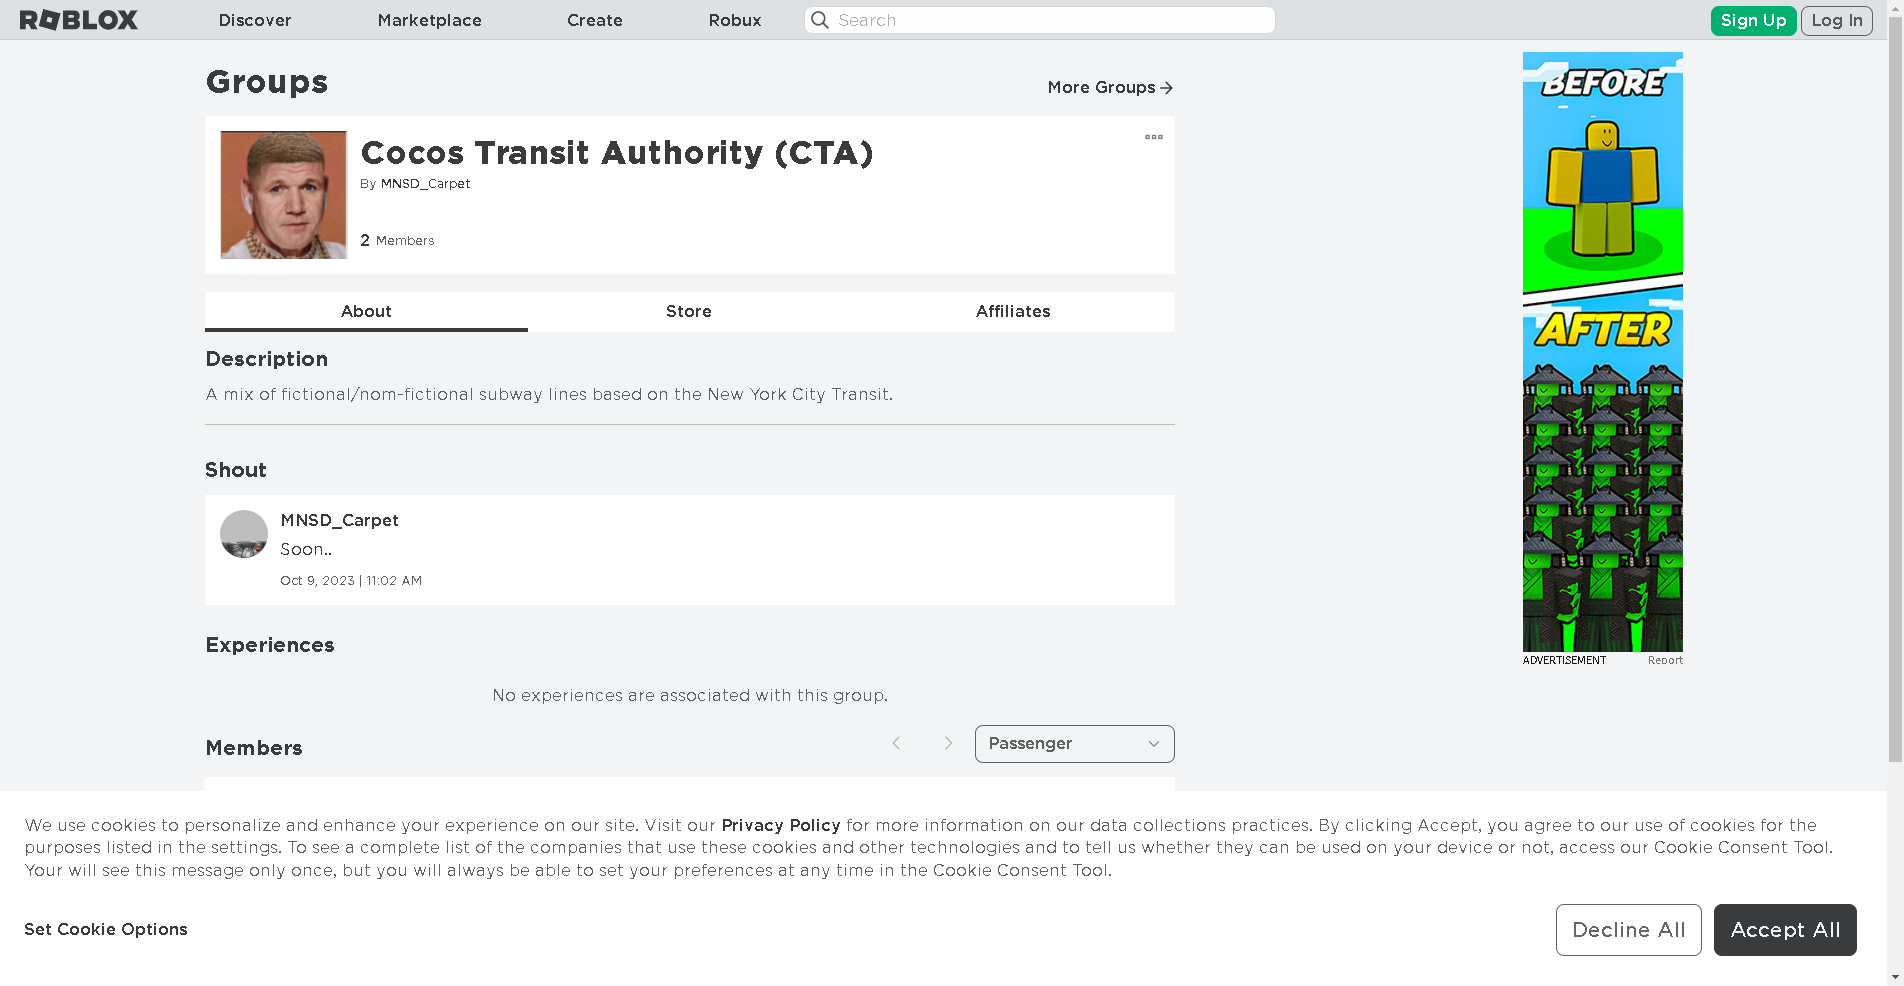 ROBLOX
Discover
Marketplace
Create
Robux
Search
Sign Up
Log In
Groups
More Groups
Cocos Transit Authority (CTA)
By MNSD_Carpet
2 Members
About
Store
Affiliates
Description
A mix of fictional/nom-fictional subway lines based on the New York City Transit.
Shout
MNSD_Carpet
Soon..
Oct 9, 2023 | 11:02 AM
Experiences
No experiences are associated with this group.
Members
Passenger
BEFORE
AFTER
ADVERTISEMENT
Report
We use cookies to personalize and enhance your experience on our site. Visit our Privacy Policy for more information on our data collections practices. By clicking Accept, you agree to our use of cookies for the
purposes listed in the settings. To see a complete list of the companies that use these cookies and other technologies and to tell us whether they can be used on your device or not, access our Cookie Consent Tool.
Your will see this message only once, but you will always be able to set your preferences at any time in the Cookie Consent Tool.
Set Cookie Options
Decline All
Accept All